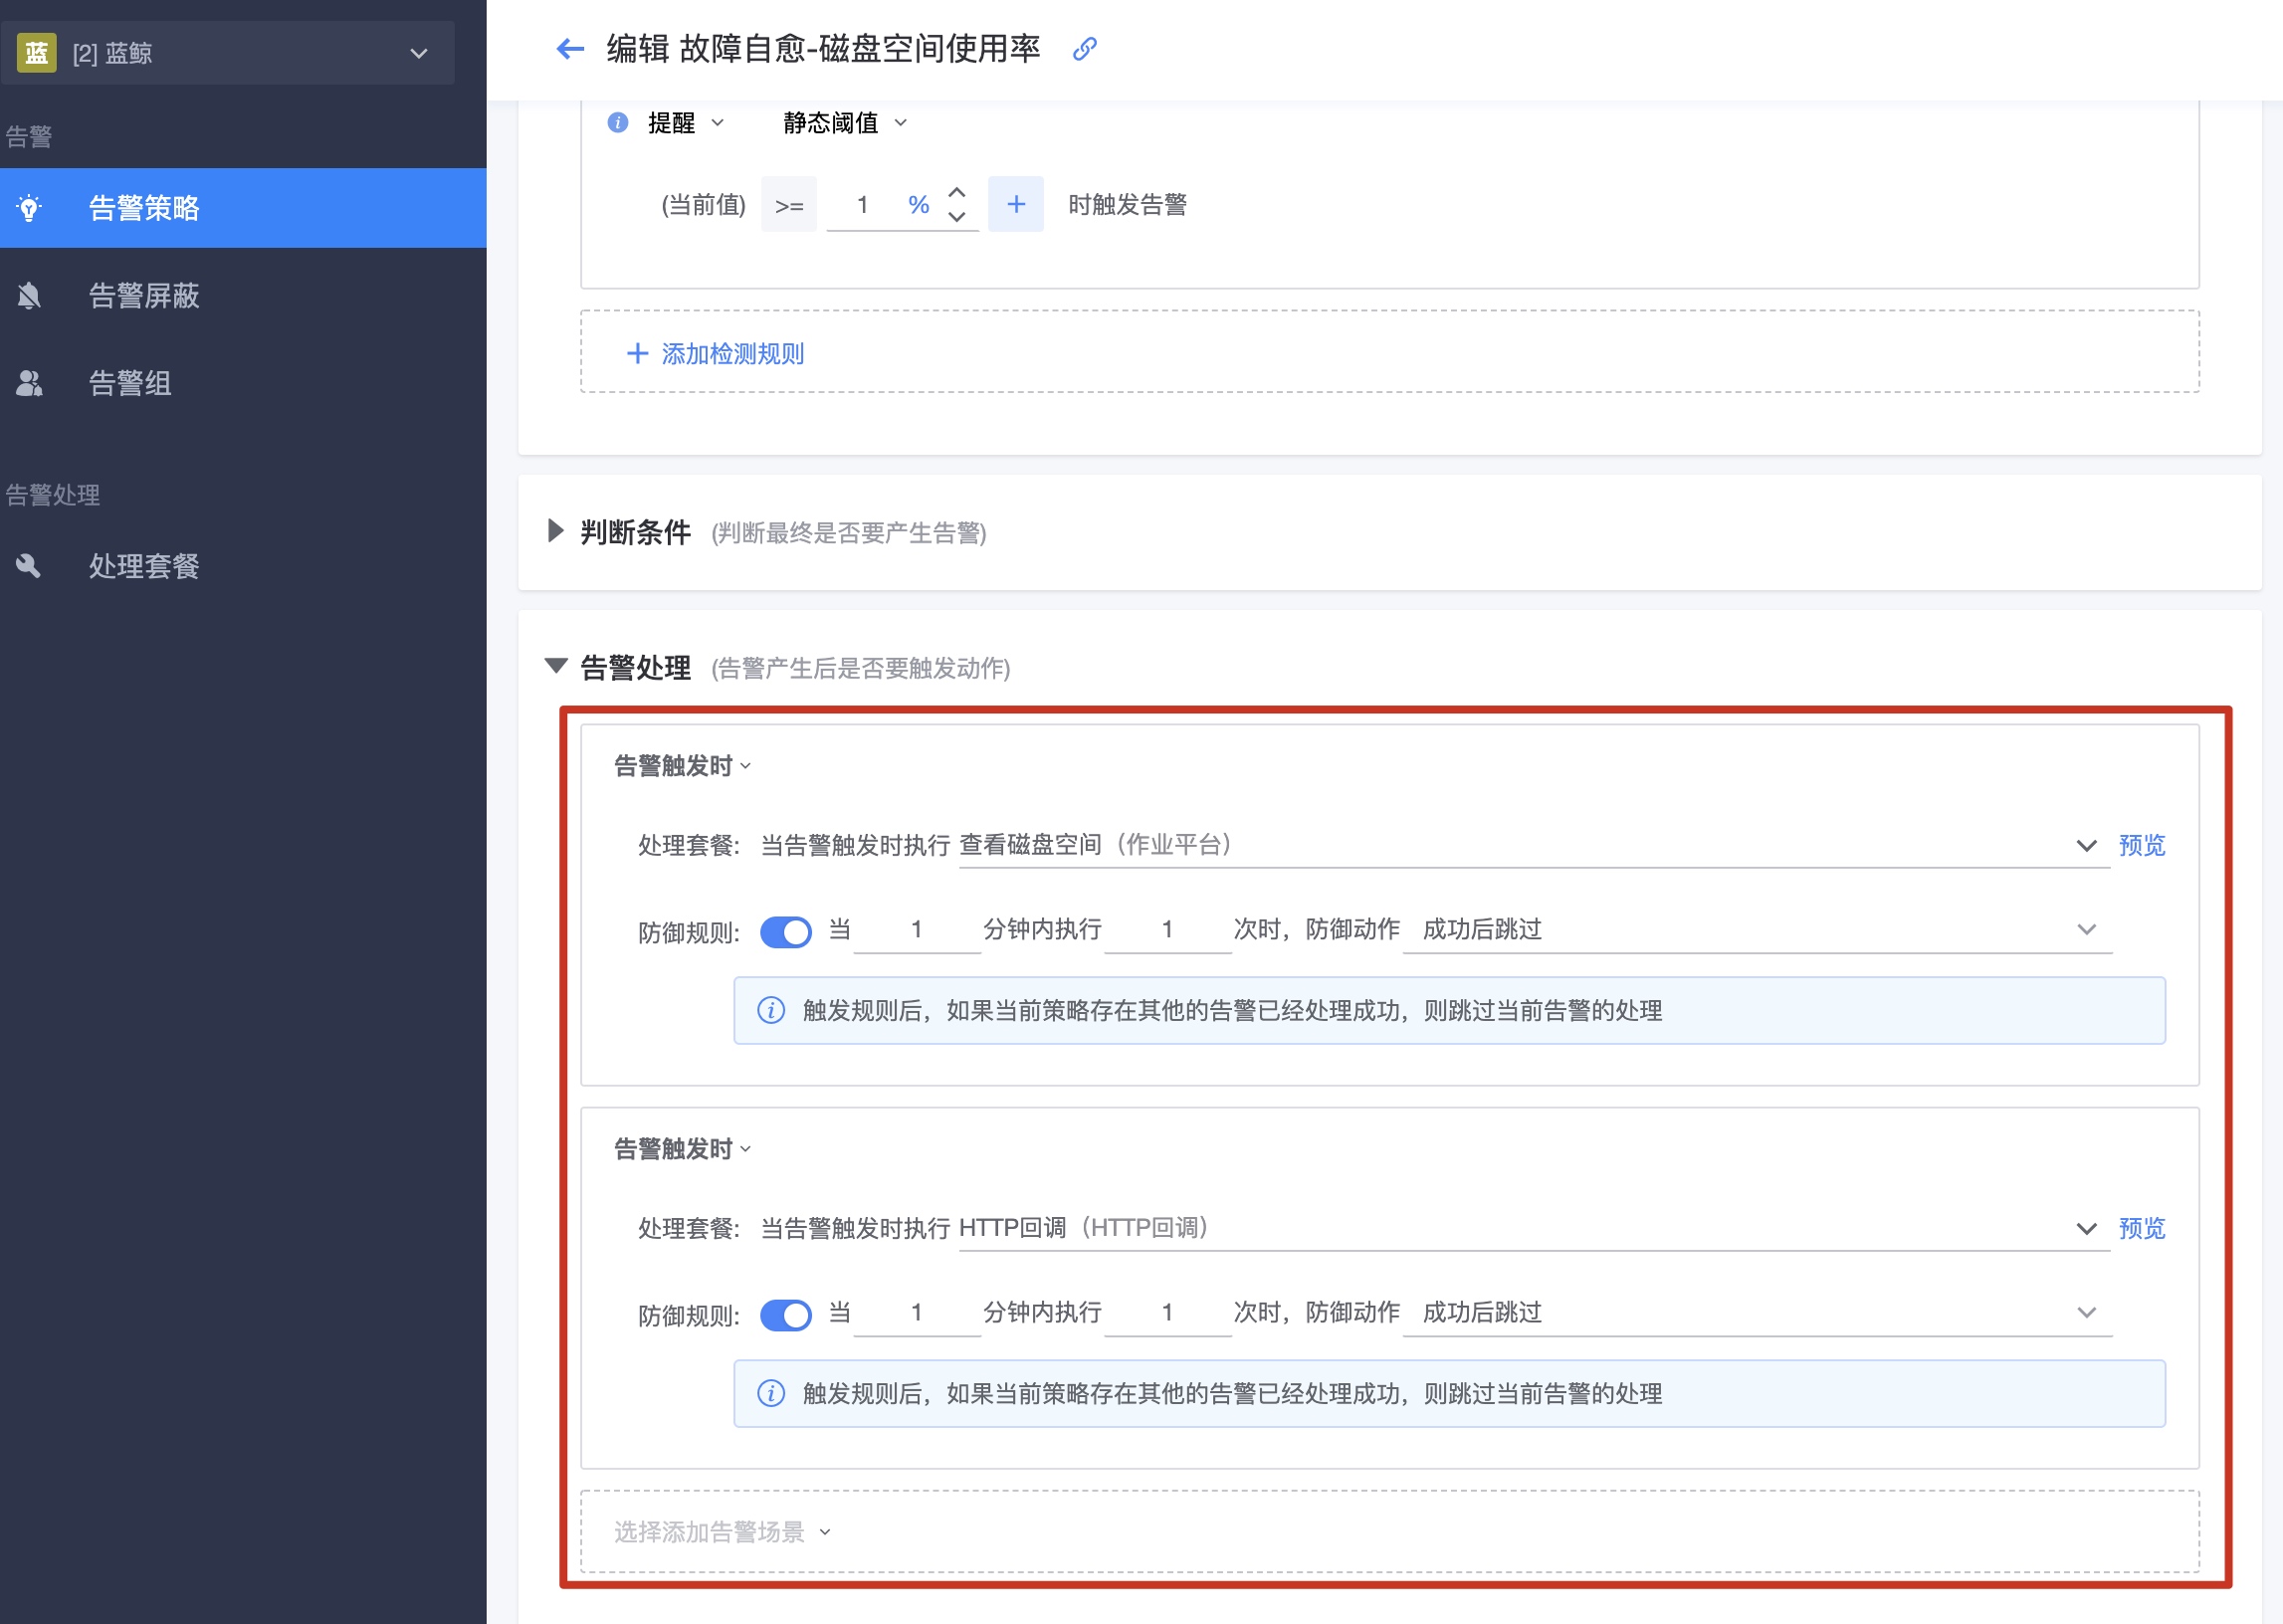 蓝 [2] 蓝鲸
告警
告警策略
告警屏蔽
告警组
告警处理
处理套餐
编辑 故障自愈-磁盘空间使用率
提醒 静态阈值
(当前值) >= 1 % + 时触发告警
+ 添加检测规则
判断条件 (判断最终是否要产生告警)
告警处理 (告警产生后是否要触发动作)
告警触发时
处理套餐: 当告警触发时执行 查看磁盘空间（作业平台） 预览
防御规则: 当 1 分钟内执行 1 次时，防御动作 成功后跳过
触发规则后，如果当前策略存在其他的告警已经处理成功，则跳过当前告警的处理
告警触发时
处理套餐: 当告警触发时执行 HTTP回调（HTTP回调） 预览
防御规则: 当 1 分钟内执行 1 次时，防御动作 成功后跳过
触发规则后，如果当前策略存在其他的告警已经处理成功，则跳过当前告警的处理
选择添加告警场景